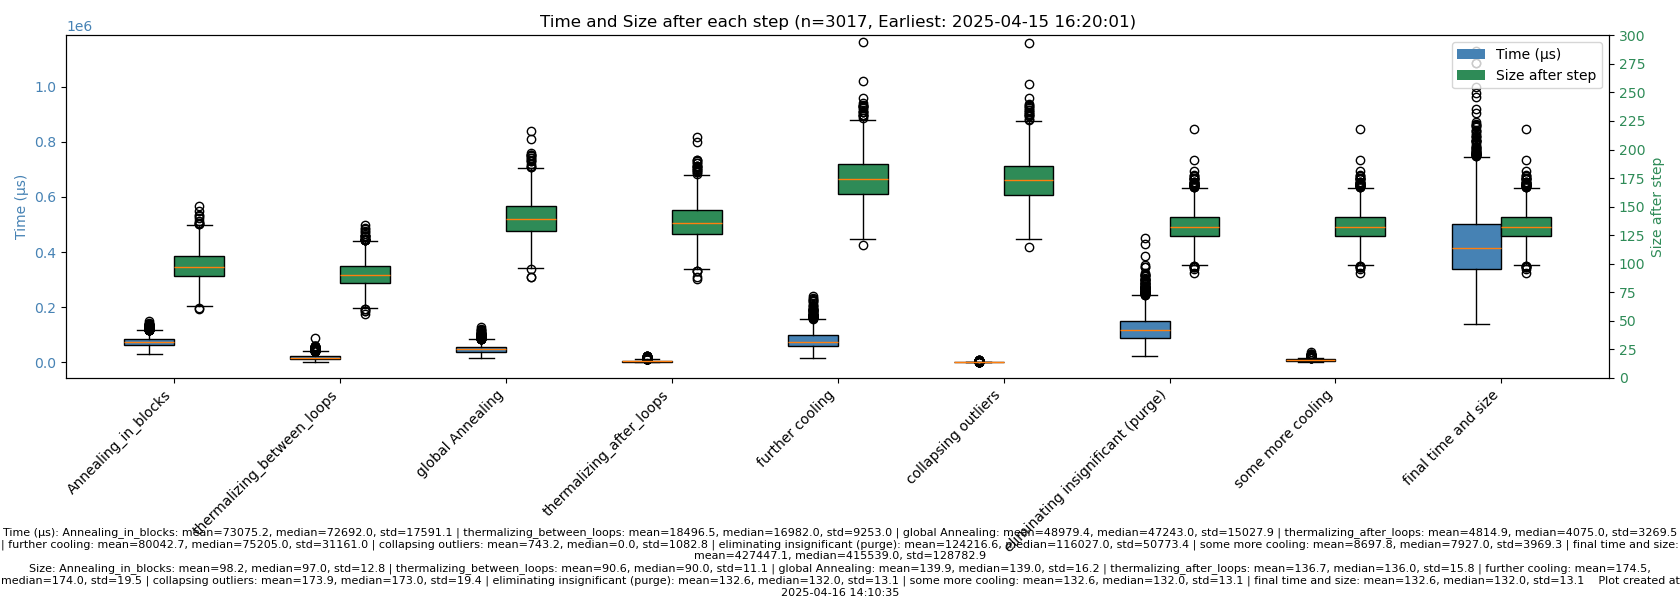 Time and Size after each step (n=3017, Earliest: 2025-04-15 16:20:01)
1e6
Time (µs)
1.0
0.8
0.6
0.4
0.2
0.0
300
275
250
225
200
175
150
125
100
75
50
25
0
Size after step
Time (µs)
Size after step
Annealing_in_blocks
thermalizing_between_loops
global Annealing
thermalizing_after_loops
further cooling
collapsing outliers
eliminating insignificant (purge)
some more cooling
final time and size
Time (µs): Annealing_in_blocks: mean=73075.2, median=72692.0, std=17591.1 | thermalizing_between_loops: mean=18496.5, median=16982.0, std=9253.0 | global Annealing: mean=48979.4, median=47243.0, std=15027.9 | thermalizing_after_loops: mean=4814.9, median=4075.0, std=3269.5
| further cooling: mean=80042.7, median=75205.0, std=31161.0 | collapsing outliers: mean=743.2, median=0.0, std=1082.8 | eliminating insignificant (purge): mean=124216.6, median=116027.0, std=50773.4 | some more cooling: mean=8697.8, median=7927.0, std=3969.3 | final time and size:
mean=427447.1, median=415539.0, std=128782.9
Size: Annealing_in_blocks: mean=98.2, median=97.0, std=12.8 | thermalizing_between_loops: mean=90.6, median=90.0, std=11.1 | global Annealing: mean=139.9, median=139.0, std=16.2 | thermalizing_after_loops: mean=136.7, median=136.0, std=15.8 | further cooling: mean=174.5,
median=174.0, std=19.5 | collapsing outliers: mean=173.9, median=173.0, std=19.4 | eliminating insignificant (purge): mean=132.6, median=132.0, std=13.1 | some more cooling: mean=132.6, median=132.0, std=13.1 | final time and size: mean=132.6, median=132.0, std=13.1    Plot created at
2025-04-16 14:10:35